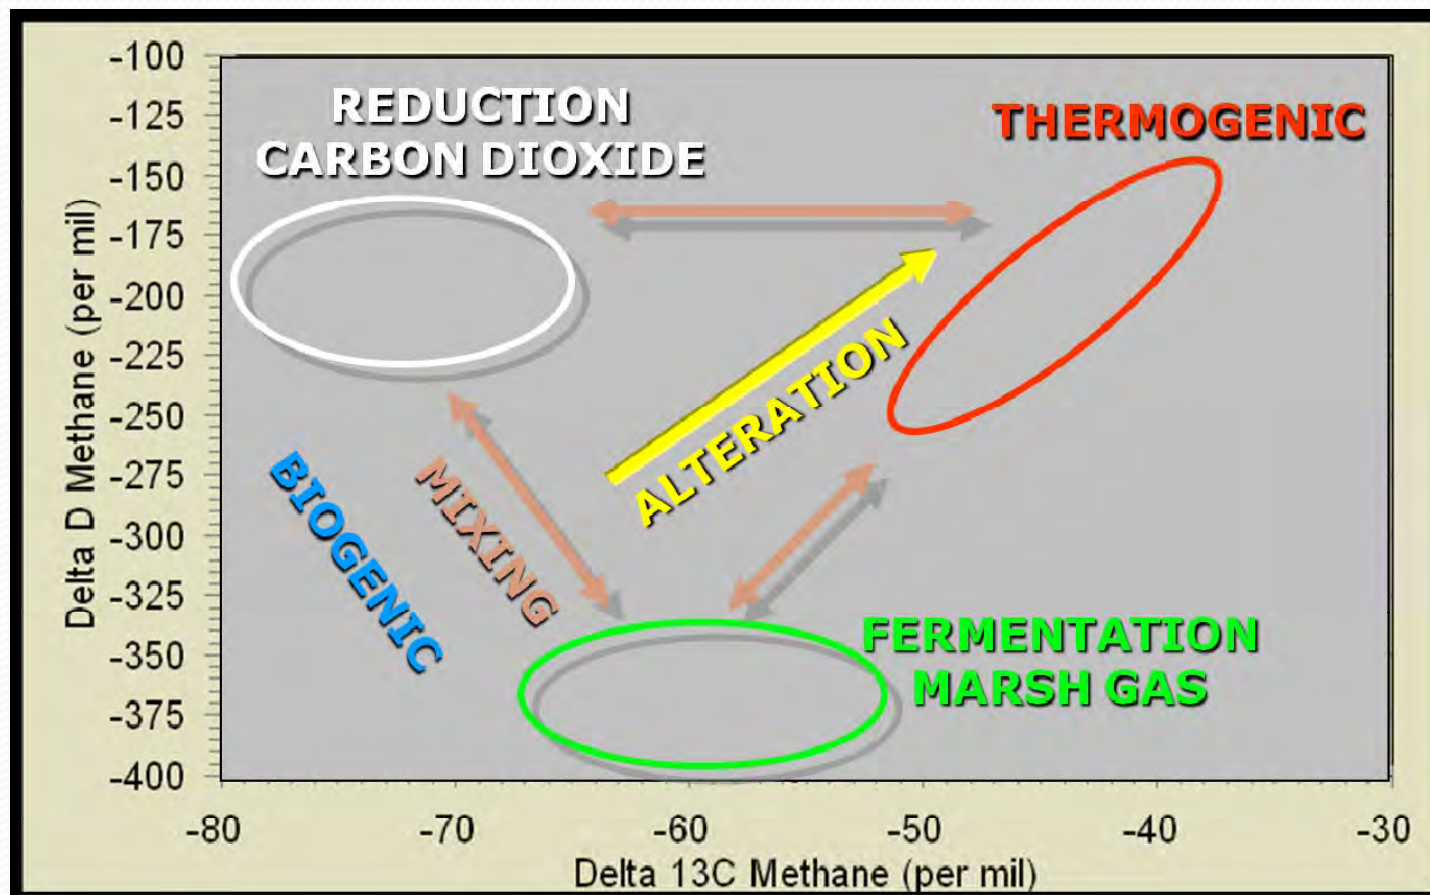 REDUCTION
CARBON DIOXIDE
THERMOGENIC
ALTERATION
MIXING
BIOGENIC
FERMENTATION
MARSH GAS
Delta D Methane (per mil)
-100
-125
-150
-175
-200
-225
-250
-275
-300
-325
-350
-375
-400
-80 -70 -60 -50 -40 -30
Delta 13C Methane (per mil)